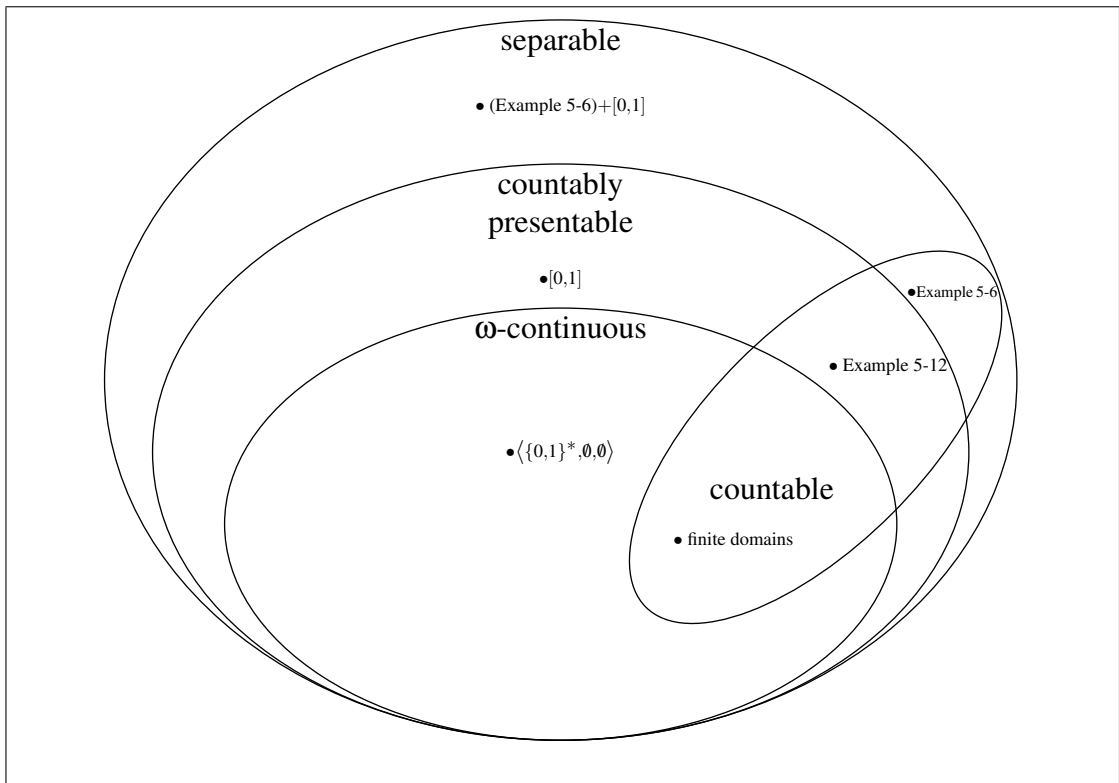 separable
• (Example 5-6)+[0,1]
countably
presentable
•[0,1]
•Example 5-6
ω-continuous
• Example 5-12
•⟨{0,1}*,∅,∅⟩
countable
• finite domains